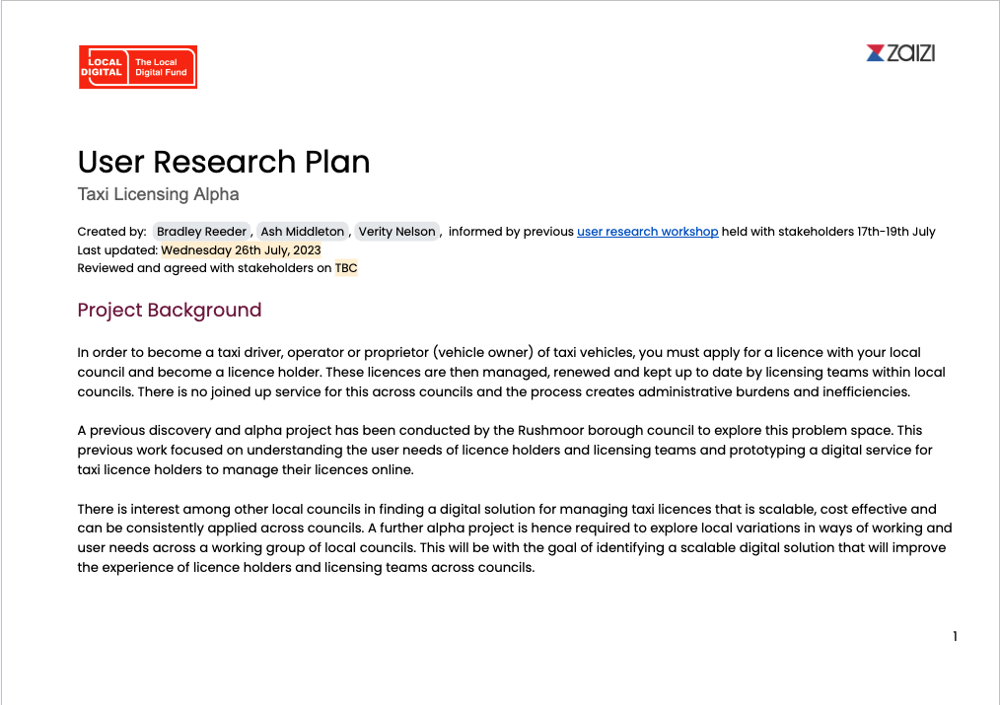 LOCAL
DIGITAL
The Local
Digital Fund
zaizi
User Research Plan
Taxi Licensing Alpha
Created by: Bradley Reeder, Ash Middleton, Verity Nelson, informed by previous user research workshop held with stakeholders 17th-19th July
Last updated: Wednesday 26th July, 2023
Reviewed and agreed with stakeholders on TBC
Project Background
In order to become a taxi driver, operator or proprietor (vehicle owner) of taxi vehicles, you must apply for a licence with your local
council and become a licence holder. These licences are then managed, renewed and kept up to date by licensing teams within local
councils. There is no joined up service for this across councils and the process creates administrative burdens and inefficiencies.
A previous discovery and alpha project has been conducted by the Rushmoor borough council to explore this problem space. This
previous work focused on understanding the user needs of licence holders and licensing teams and prototyping a digital service for
taxi licence holders to manage their licences online.
There is interest among other local councils in finding a digital solution for managing taxi licences that is scalable, cost effective and
can be consistently applied across councils. A further alpha project is hence required to explore local variations in ways of working and
user needs across a working group of local councils. This will be with the goal of identifying a scalable digital solution that will improve
the experience of licence holders and licensing teams across councils.
1